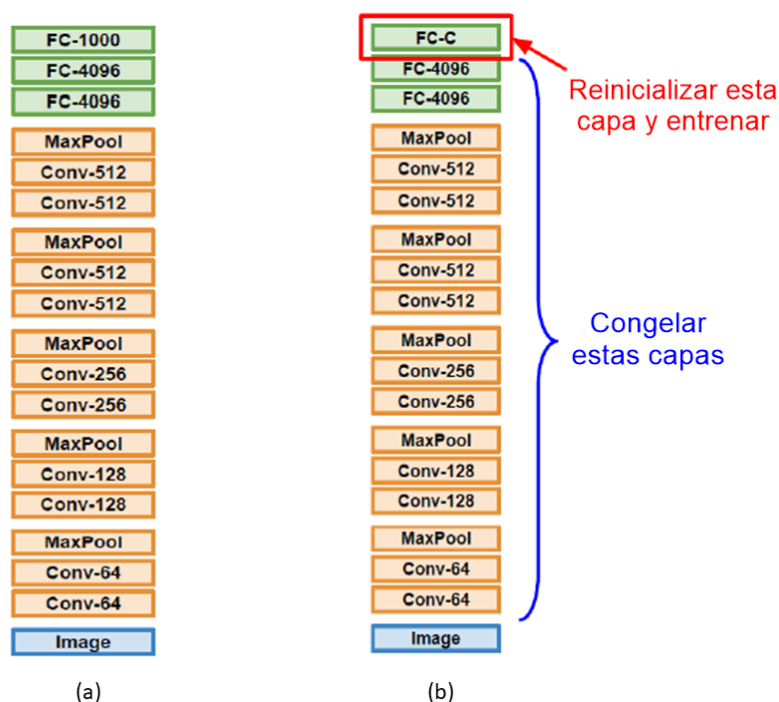 FC-1000
FC-4096
FC-4096
MaxPool
Conv-512
Conv-512
MaxPool
Conv-512
Conv-512
MaxPool
Conv-256
Conv-256
MaxPool
Conv-128
Conv-128
MaxPool
Conv-64
Conv-64
Image
(a)
FC-C
FC-4096
FC-4096
MaxPool
Conv-512
Conv-512
MaxPool
Conv-512
Conv-512
MaxPool
Conv-256
Conv-256
MaxPool
Conv-128
Conv-128
MaxPool
Conv-64
Conv-64
Image
(b)
Reinicializar esta
capa y entrenar
Congelar
estas capas